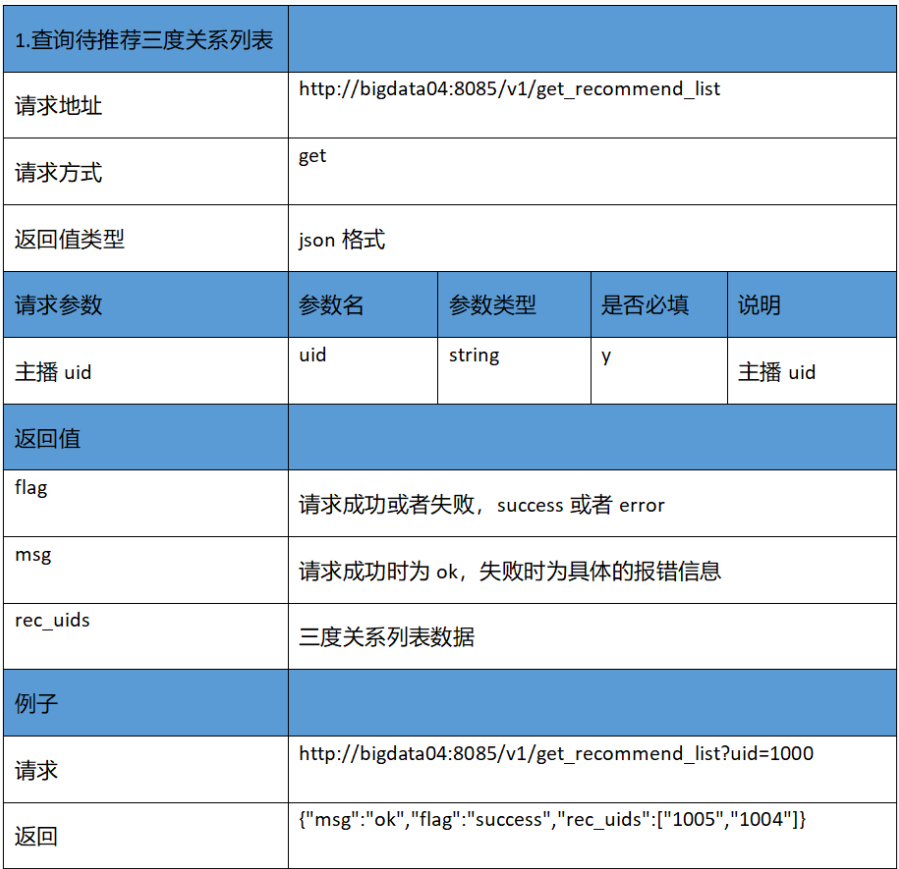 1.查询待推荐三度关系列表
请求地址 http://bigdata04:8085/v1/get_recommend_list
请求方式 get
返回值类型 json 格式
请求参数 参数名 参数类型 是否必填 说明
主播 uid uid string y 主播 uid
返回值
flag 请求成功或者失败，success 或者 error
msg 请求成功时为 ok，失败时为具体的报错信息
rec_uids 三度关系列表数据
例子
请求 http://bigdata04:8085/v1/get_recommend_list?uid=1000
返回 {"msg":"ok","flag":"success","rec_uids":["1005","1004"]}